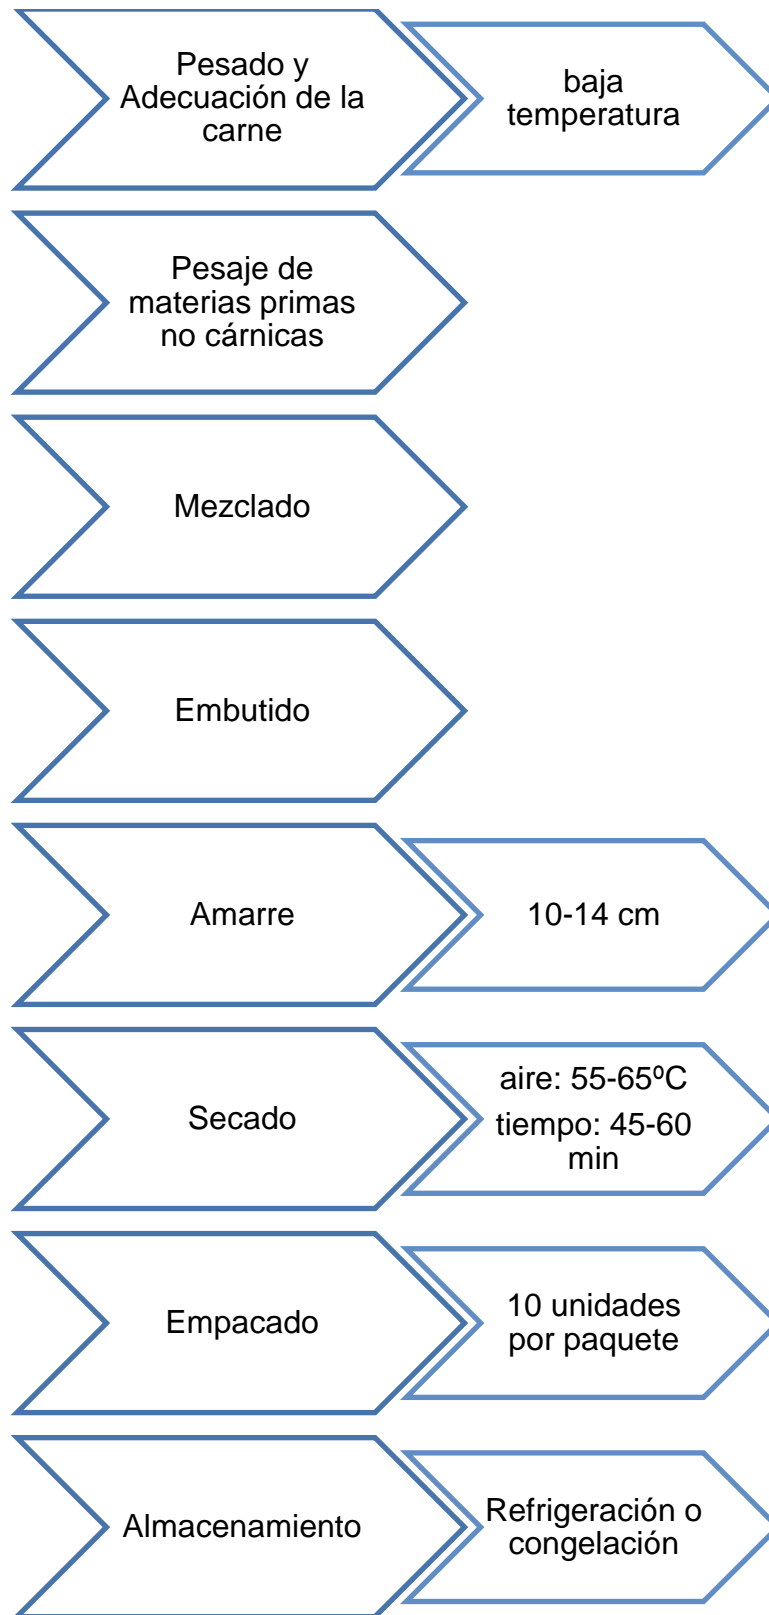 Pesado y
Adecuación de la
carne
baja
temperatura
Pesaje de
materias primas
no cárnicas
Mezclado
Embutido
Amarre
10-14 cm
Secado
aire: 55-65ºC
tiempo: 45-60
min
Empacado
10 unidades
por paquete
Almacenamiento
Refrigeración o
congelación